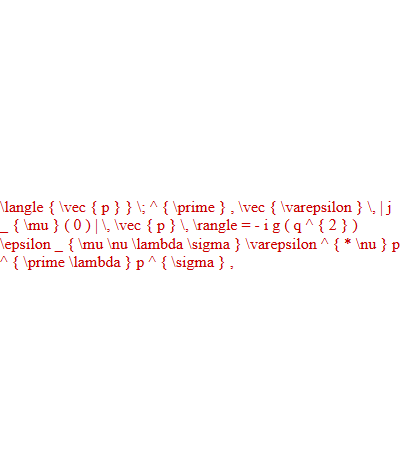 \langle { \vec { p } } \; ^ { \prime } , \vec { \varepsilon } \, | j
_ { \mu } ( 0 ) | \, \vec { p } \, \rangle = - i g ( q ^ { 2 } )
\epsilon _ { \mu \nu \lambda \sigma } \varepsilon ^ { * \nu } p
^ { \prime \lambda } p ^ { \sigma } ,